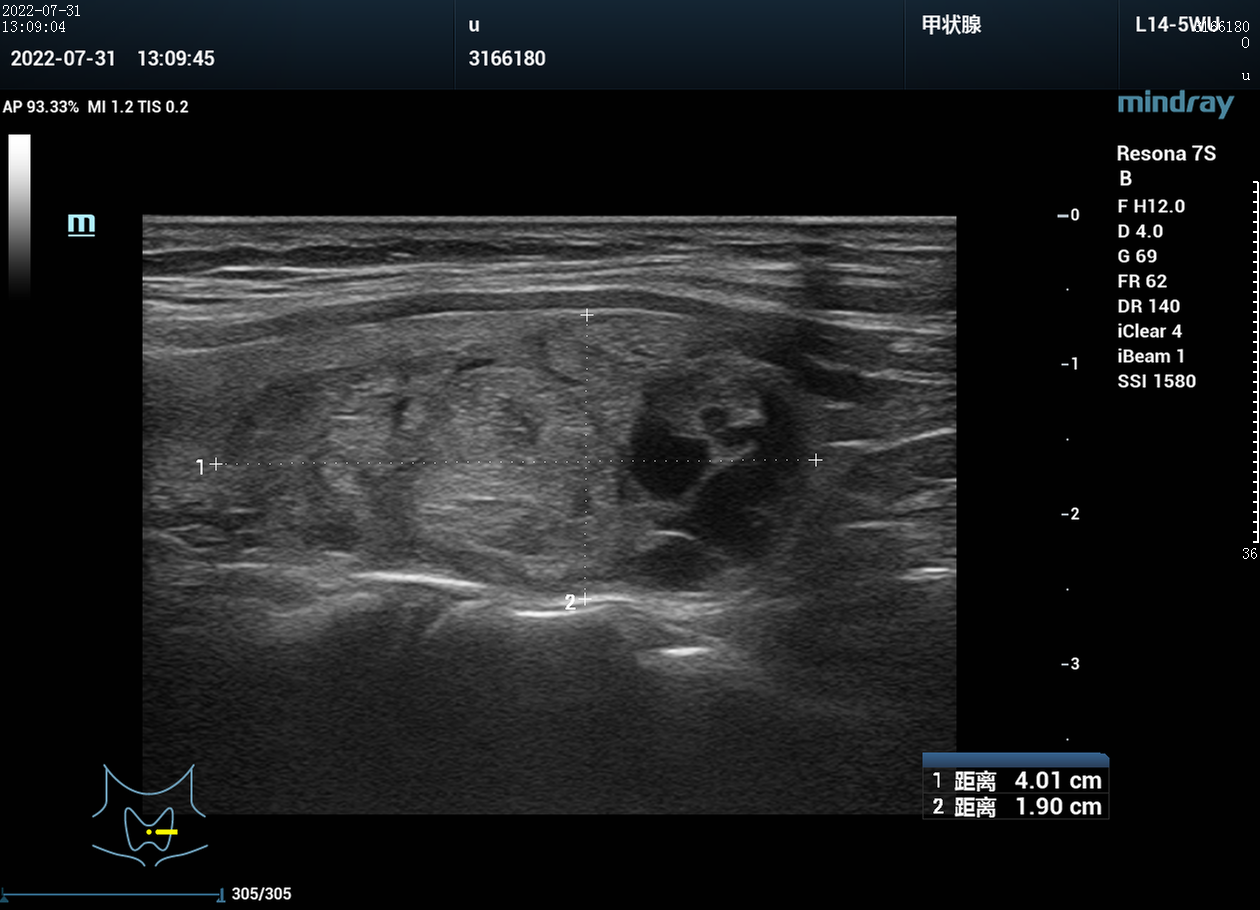 2022-07-31
13:09:04
2022-07-31 13:09:45
u
3166180
甲状腺
L14-5WU
3166180
0
u
AP 93.33% MI 1.2 TIS 0.2
mindray
Resona 7S
B
F H12.0
D 4.0
G 69
FR 62
DR 140
iClear 4
iBeam 1
SSI 1580
m
0
-1
-2
-3
36
1
2
1 距离 4.01 cm
2 距离 1.90 cm
305/305